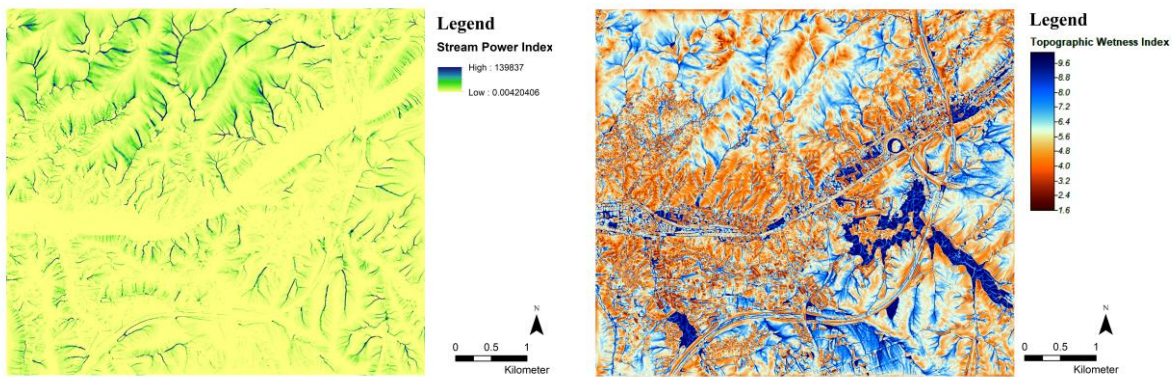 Legend
Stream Power Index
High : 139837
Low : 0.00420406
N
0 0.5 1
Kilometer
Legend
Topographic Wetness Index
9.6
8.8
8.0
7.2
6.4
5.6
4.8
4.0
3.2
2.4
1.6
N
0 0.5 1
Kilometer